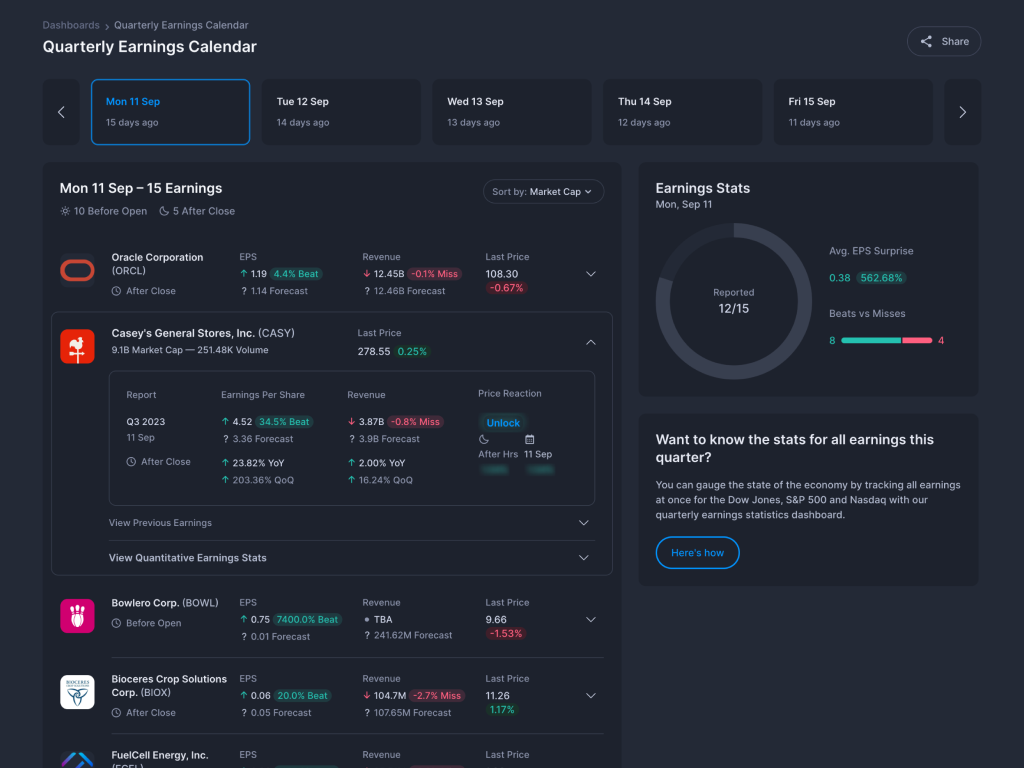 Dashboards > Quarterly Earnings Calendar
Quarterly Earnings Calendar
Share
Mon 11 Sep
15 days ago
Tue 12 Sep
14 days ago
Wed 13 Sep
13 days ago
Thu 14 Sep
12 days ago
Fri 15 Sep
11 days ago
Mon 11 Sep – 15 Earnings
Sort by: Market Cap
10 Before Open 5 After Close
Oracle Corporation
(ORCL)
After Close
EPS
1.19 4.4% Beat
? 1.14 Forecast
Revenue
12.45B -0.1% Miss
? 12.46B Forecast
Last Price
108.30
-0.67%
Casey's General Stores, Inc. (CASY)
9.1B Market Cap — 251.48K Volume
Last Price
278.55 0.25%
Report
Q3 2023
11 Sep
After Close
Earnings Per Share
4.52 34.5% Beat
? 3.36 Forecast
23.82% YoY
203.36% QoQ
Revenue
3.87B -0.8% Miss
? 3.9B Forecast
2.00% YoY
16.24% QoQ
Price Reaction
Unlock
After Hrs 11 Sep
View Previous Earnings
View Quantitative Earnings Stats
Bowlero Corp. (BOWL)
Before Open
EPS
0.75 7400.0% Beat
? 0.01 Forecast
Revenue
• TBA
? 241.62M Forecast
Last Price
9.66
-1.53%
BIOCERES
Bioceres Crop Solutions
Corp. (BIOX)
After Close
EPS
0.06 20.0% Beat
? 0.05 Forecast
Revenue
104.7M -2.7% Miss
? 107.65M Forecast
Last Price
11.26
1.17%
FuelCell Energy, Inc.
EPS
Revenue
Last Price
Earnings Stats
Mon, Sep 11
Reported
12/15
Avg. EPS Surprise
0.38 562.68%
Beats vs Misses
8 4
Want to know the stats for all earnings this
quarter?
You can gauge the state of the economy by tracking all earnings
at once for the Dow Jones, S&P 500 and Nasdaq with our
quarterly earnings statistics dashboard.
Here's how